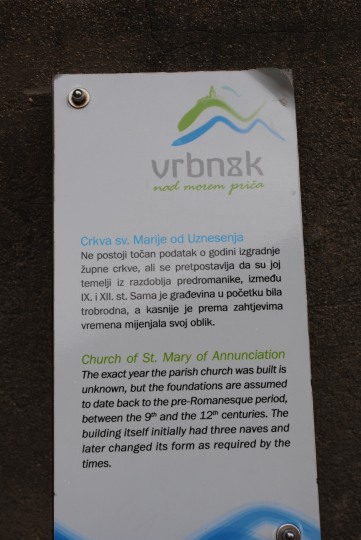 vrbnik
nad morem priča
Crkva sv. Marije od Uznesenja
Ne postoji točan podatak o godini izgradnje
župne crkve, ali se pretpostavlja da su joj
temelji iz razdoblja predromanike, između
IX. i XII. st. Sama je građevina u početku bila
trobrodna, a kasnije je prema zahtjevima
vremena mijenjala svoj oblik.
Church of St. Mary of Annunciation
The exact year the parish church was built is
unknown, but the foundations are assumed
to date back to the pre-Romanesque period,
between the 9th and the 12th centuries. The
building itself initially had three naves and
later changed its form as required by the
times.